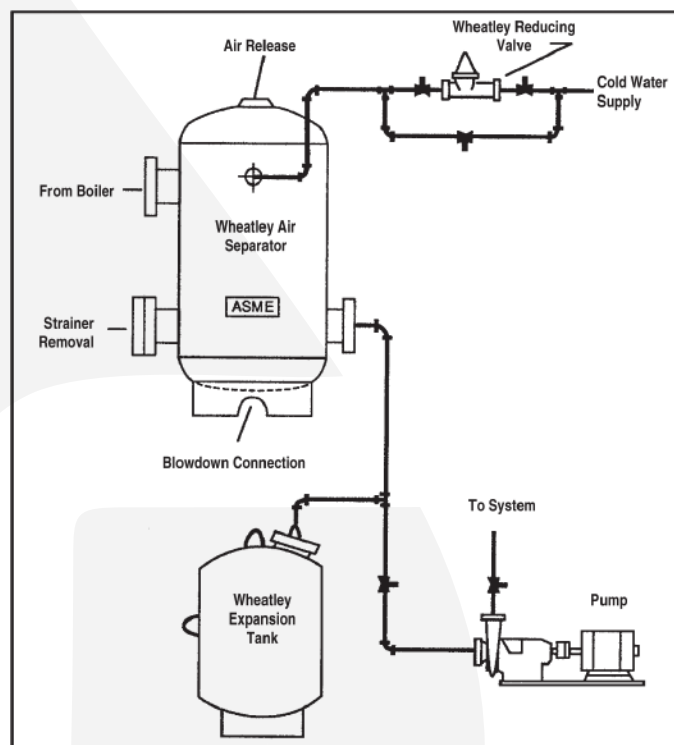 Air Release
Wheatley Reducing
Valve
Cold Water
Supply
From Boiler
Wheatley Air
Separator
ASME
Strainer
Removal
Blowdown Connection
To System
Pump
Wheatley
Expansion
Tank